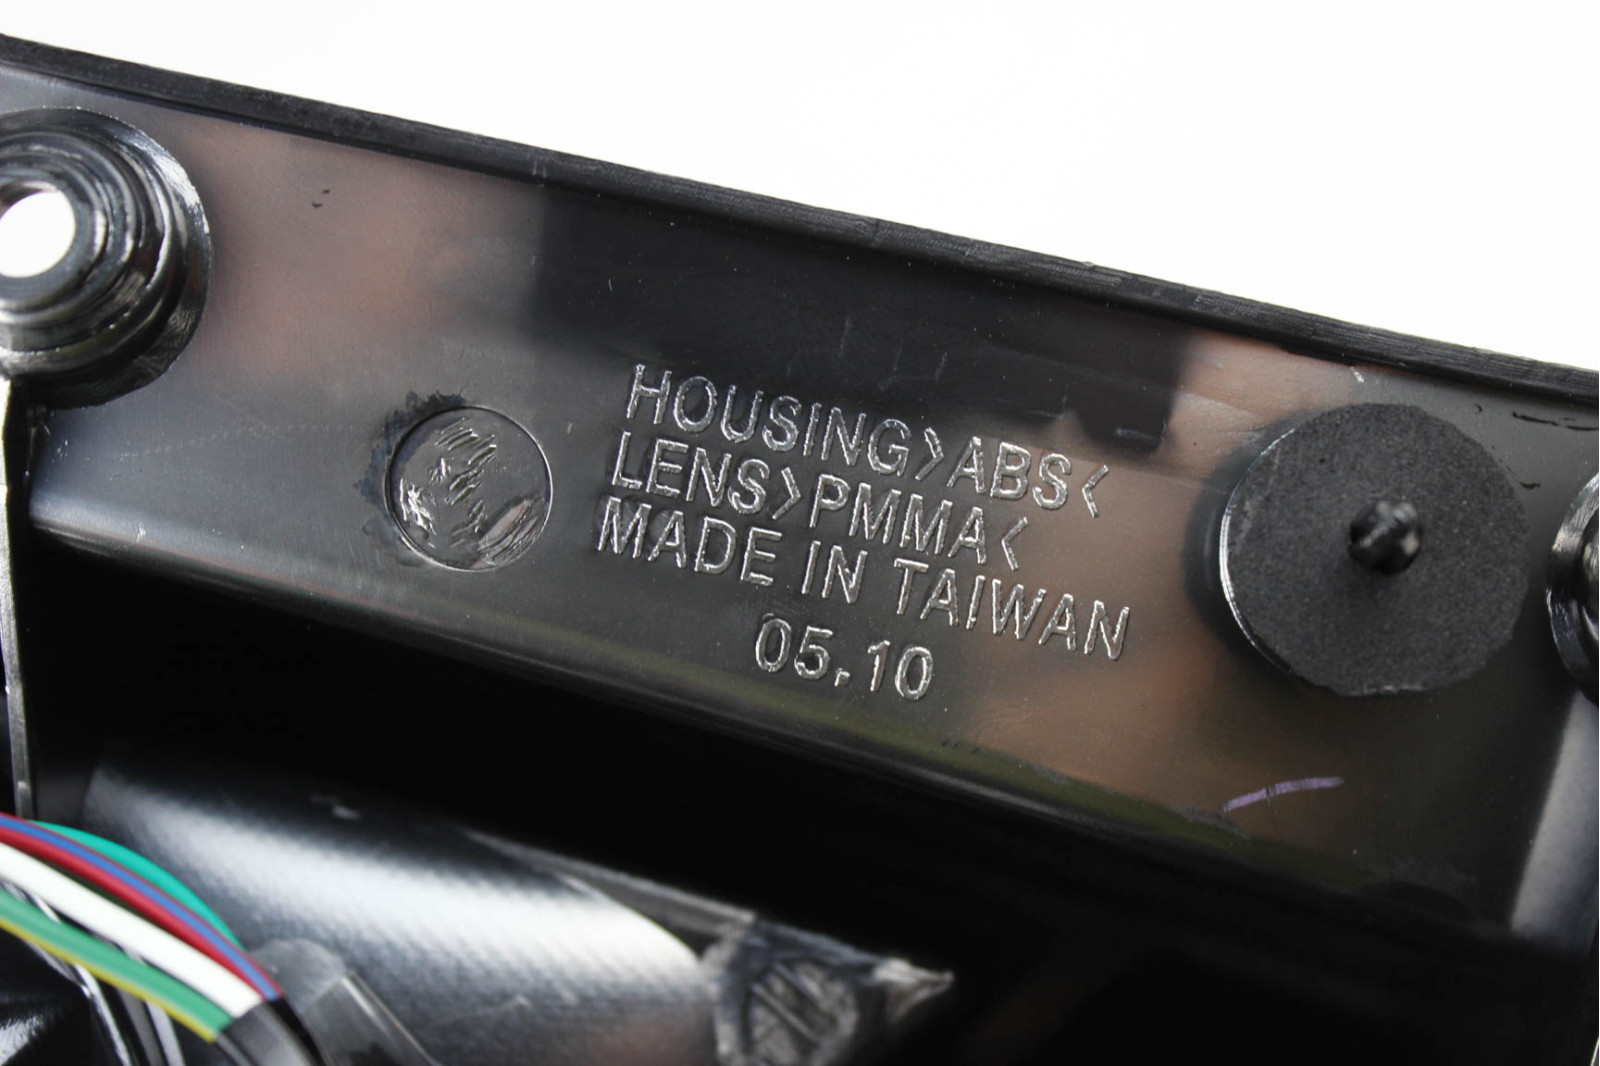 HOUSING>ABS<
LENS>PMMA<
MADE IN TAIWAN
05.10